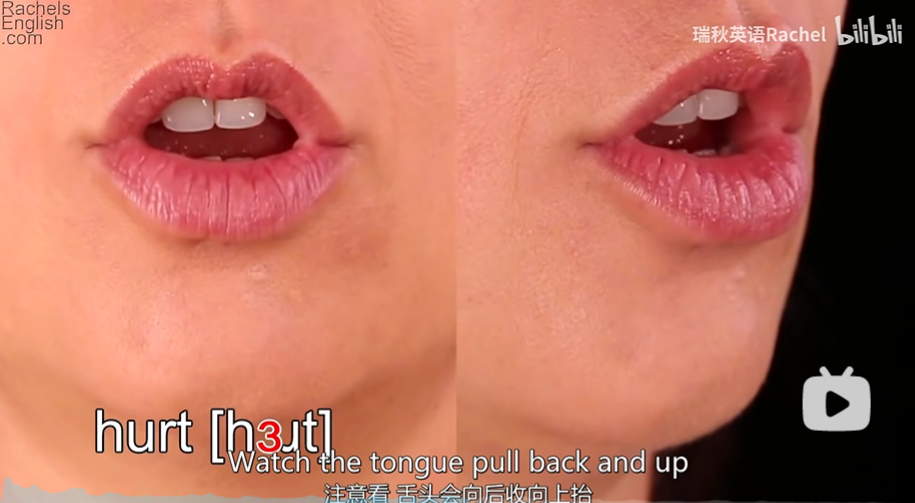 Rachels
English
.com
瑞秋英语Rachel bilibili
hurt [hɜɹt]
Watch the tongue pull back and up
注意看 舌头会向后收向上抬